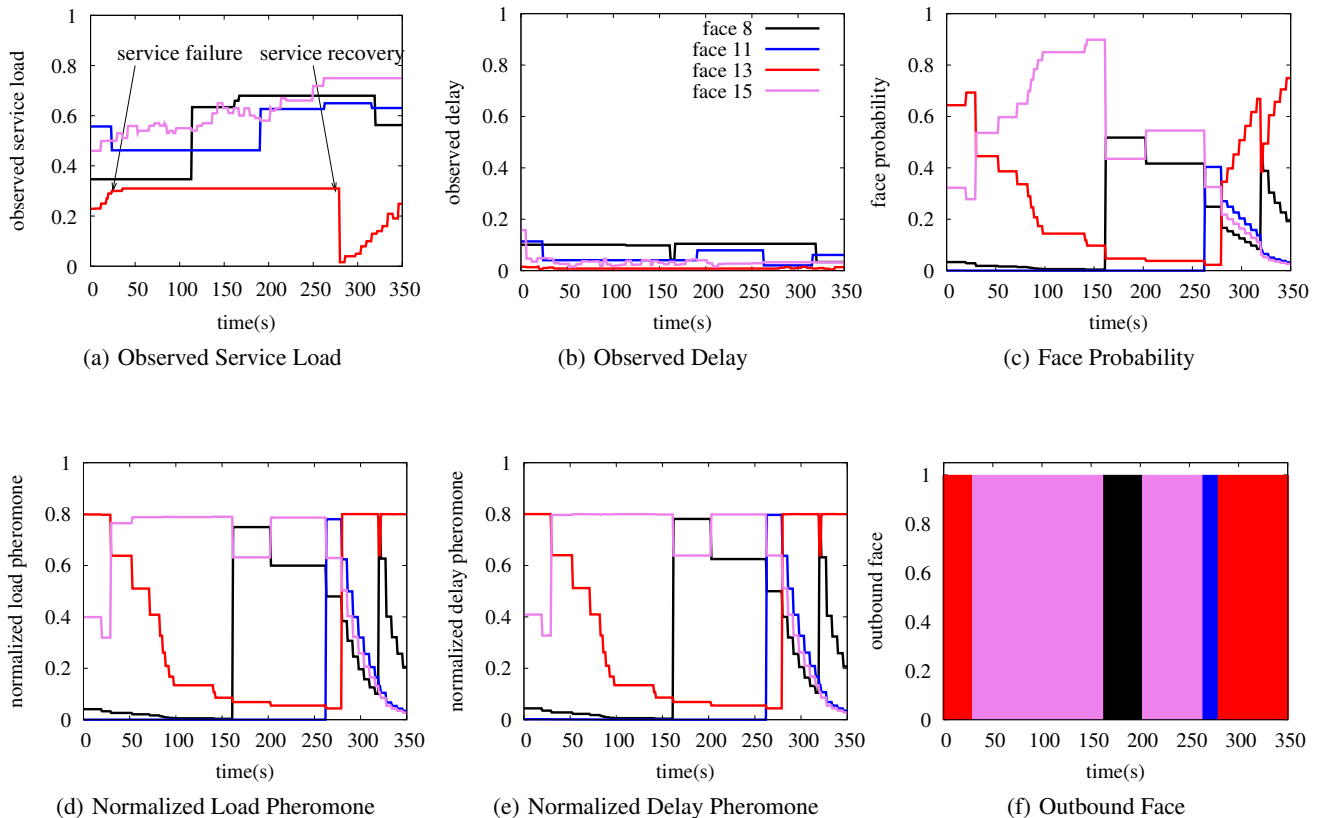 1
0.8
0.6
0.4
0.2
0
0 50 100 150 200 250 300 350
observed service load
time(s)
service failure
service recovery
(a) Observed Service Load
1
0.8
0.6
0.4
0.2
0
0 50 100 150 200 250 300 350
observed delay
time(s)
face 8
face 11
face 13
face 15
(b) Observed Delay
1
0.8
0.6
0.4
0.2
0
0 50 100 150 200 250 300 350
face probability
time(s)
(c) Face Probability
1
0.8
0.6
0.4
0.2
0
0 50 100 150 200 250 300 350
normalized load pheromone
time(s)
(d) Normalized Load Pheromone
1
0.8
0.6
0.4
0.2
0
0 50 100 150 200 250 300 350
normalized delay pheromone
time(s)
(e) Normalized Delay Pheromone
1
0.8
0.6
0.4
0.2
0
0 50 100 150 200 250 300 350
outbound face
time(s)
(f) Outbound Face